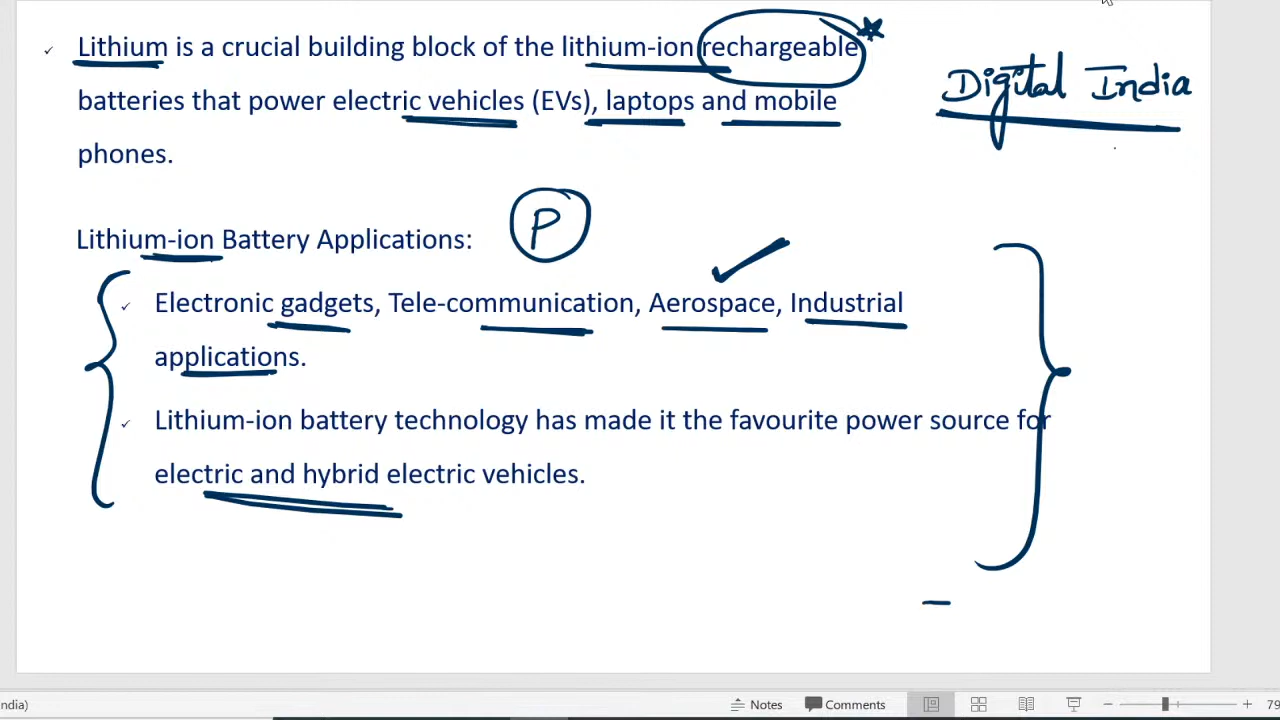 Lithium is a crucial building block of the lithium-ion rechargeable
batteries that power electric vehicles (EVs), laptops and mobile
phones.
Digital India
Lithium-ion Battery Applications:
P
Electronic gadgets, Tele-communication, Aerospace, Industrial
applications.
Lithium-ion battery technology has made it the favourite power source for
electric and hybrid electric vehicles.
ndia)
Notes
Comments
79